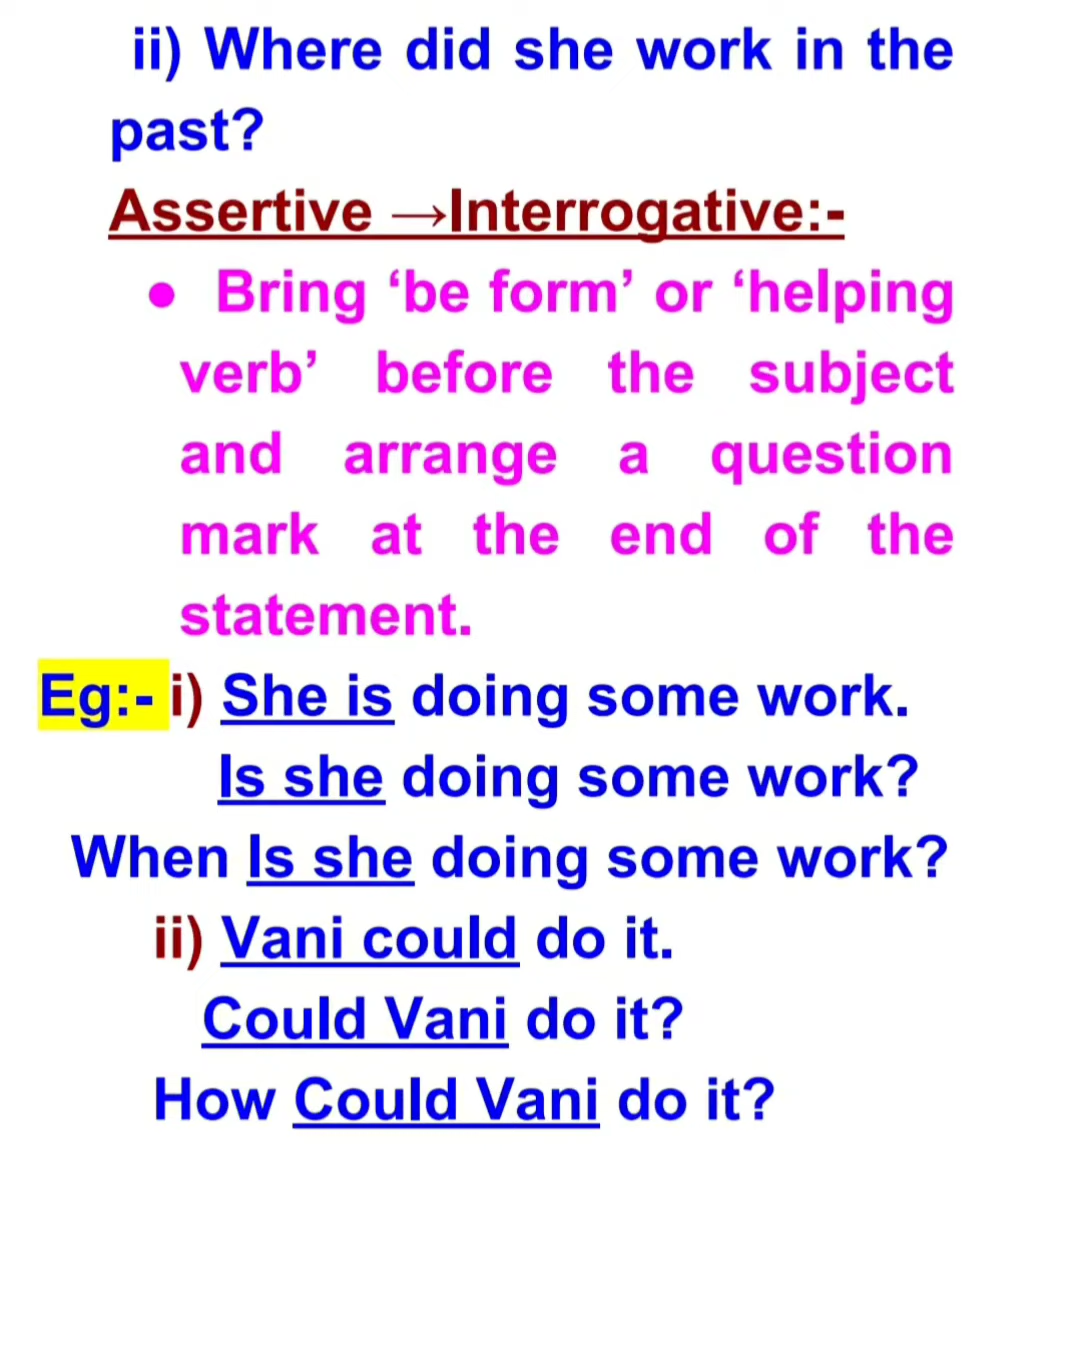 ii) Where did she work in the
past?
Assertive →Interrogative:-
● Bring ‘be form’ or ‘helping
verb’ before the subject
and arrange a question
mark at the end of the
statement.
Eg:- i) She is doing some work.
Is she doing some work?
When Is she doing some work?
ii) Vani could do it.
Could Vani do it?
How Could Vani do it?